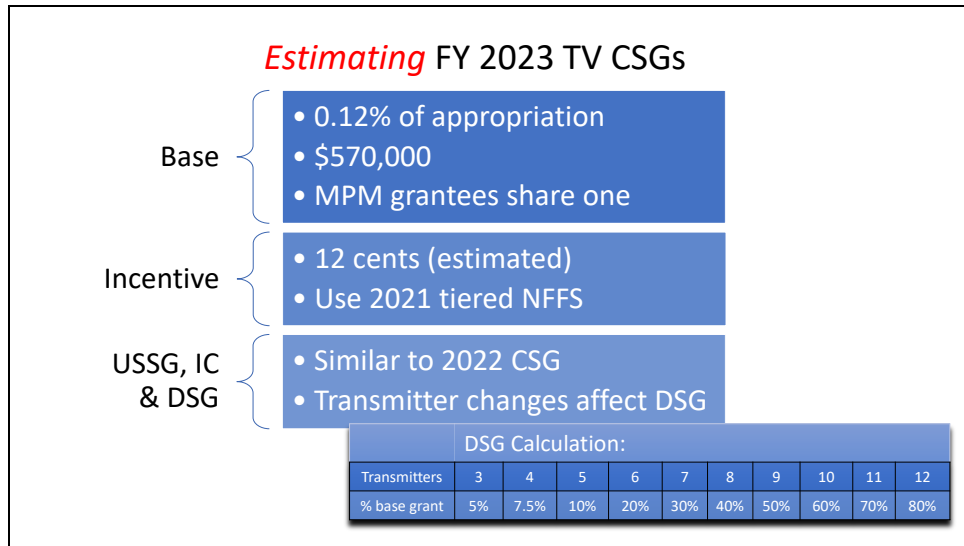 Estimating FY 2023 TV CSGs
Base
• 0.12% of appropriation
• $570,000
• MPM grantees share one
Incentive
• 12 cents (estimated)
• Use 2021 tiered NFFS
USSG, IC
& DSG
• Similar to 2022 CSG
• Transmitter changes affect DSG
DSG Calculation:
Transmitters 3 4 5 6 7 8 9 10 11 12
% base grant 5% 7.5% 10% 20% 30% 40% 50% 60% 70% 80%